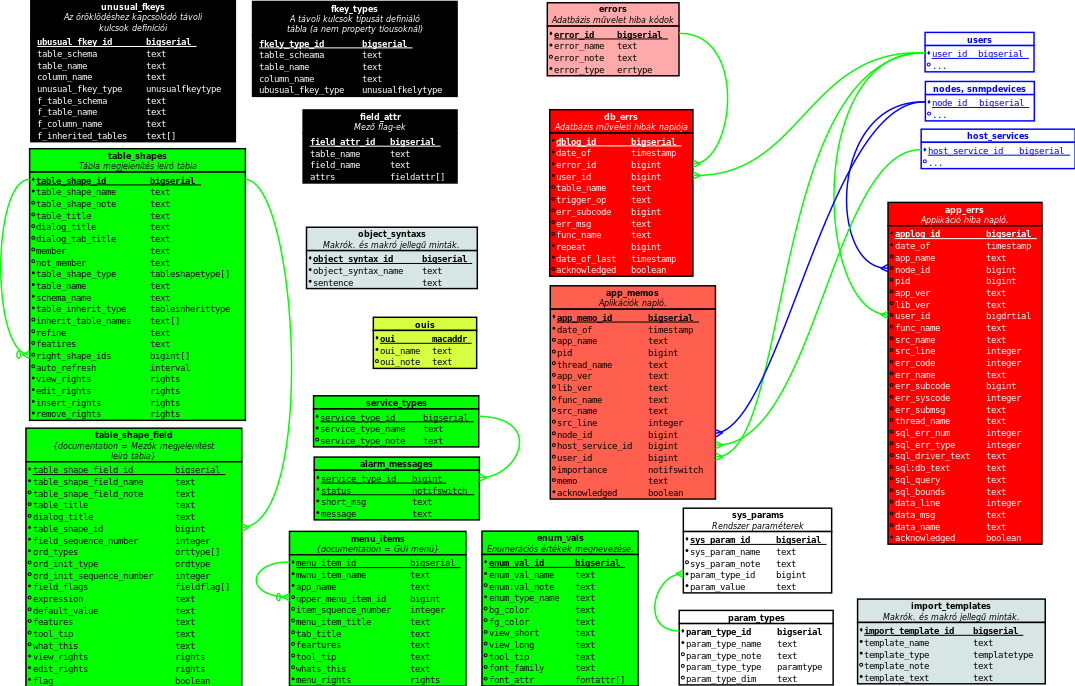 unusual_fkeys
Az öröklődéshez kapcsolódó távoli
kulcsok definíciói
ubusual_fkey_id bigserial
table_schema text
table_name text
column_name text
unusual_fkey_type unusualfkeytype
f_table_schema text
f_table_name text
f_column_name text
f_inherited_tables text[]
fkey_types
A távoli kulcsok típusát definiáló
tábla (a nem property tíousoknál)
fkely_type_id bigserial
table_scheama text
table_name text
column_name text
ubusual_fkey_type unusualfkelytype
field_attr
Mező flag-ek
field_attr_id bigserial
table_name text
field_name text
attrs fieldattr[]
table_shapes
Tábla megjelenítés leíró tábla
table_shape_id bigserial
table_shape_name text
table_shape_note text
table_title text
dialog_title text
dialog_tab_title text
member text
not_member text
table_shape_type tableshapetype[]
table_name text
schema_name text
table_inherit_type tableinherittype
inherit_table_names text[]
refine text
featires text
right_shape_ids bigint[]
auto_refresh interval
view_rights rights
edit_rights rights
insert_rights rights
remove_rights rights
table_shape_field
{documentation = Mezők megjelenítést
leíró tábla}
table_shape_field_id bigserial
table_shape_field_name text
table_shape_field_note text
table_title text
dialog_title text
table_shape_id bigint
field_sequence_number integer
ord_types orttype[]
ord_init_type ordtype
ord_init_sequence_number integer
field_flags fieldflag[]
expression text
default_value text
features text
tool_tip text
what_this text
view_rights rights
edit_rights rights
flag boolean
object_syntaxs
Makrók. és makró jellegű minták.
object_syntax_id bigserial
object_syntax_name text
sentence text
ouis
oui macaddr
oui_name text
oui_note text
service_types
service_type_id bigserial
service_type_name text
service_type_note text
alarm_messages
service_type_id bigint
status notifswitch
short_msg text
message text
menu_items
{documentation = GUI menü}
menu_item_id bigserial
mwnu_item_name text
app_name text
upper_menu_item_id bigint
item_squence_number integer
menu_item_title text
tab_title text
feartures text
tool_tip text
whats_this text
menu_rights rights
enum_vals
Enumerációs értékek megnevezése.
enum_val_id bigserial
enum_val_name text
enum:val_note text
enum_type_name text
bg_color text
fg_color text
view_short text
view_long text
tool_tip text
font_family text
font_attr fontattr[]
errors
Adatbázis művelet hiba kódok
error_id bigserial
error_name text
error_note text
error_type errtype
db_errs
Adatbázis műveleti hibák naplója
dblog_id bigserial
date_of timestamp
error_id bigint
user_id bigint
table_name text
trigger_op text
err_subcode bigint
err_msg text
func_name text
repeat bigint
date_of_last timestamp
acknowledged boolean
app_memos
Aplikációk napló.
app_memo_id bigserial
date_of timestamp
app_name text
pid bigint
thread_name text
app_ver text
lib_ver text
func_name text
src_name text
src_line integer
node_id bigint
host_service_id bigint
user_id bigint
importance notifswitch
memo text
acknowledged boolean
sys_params
Rendszer paraméterek
sys_param_id bigserial
sys_param_name text
sys_param_note text
param_type_id bigint
param_value text
param_types
param_type_id bigserial
param_type_name text
param_type_note text
param_type_type paramtype
param_type_dim text
users
user_id bigserial
...
nodes, snmpdevices
node_id bigserial
...
host_services
host_service_id bigserial
...
app_errs
Applikáció hiba napló.
applog_id bigserial
date_of timestamp
app_name text
node_id bigint
pid bigint
app_ver text
lib_ver text
user_id bigdrtial
func_name text
src_name text
src_line integer
err_code integer
err_name text
err_subcode bigint
err_syscode integer
err_submsg text
thread_name text
sql_err_num integer
sql_err_type integer
sql_driver_text text
sql:db_text text
sql_query text
sql_bounds text
data_line integer
data_msg text
data_name text
acknowledged boolean
import_templates
Makrók. és makró jellegű minták.
import_template_id bigserial
template_name text
template_type templatetype
template_note text
template_text text